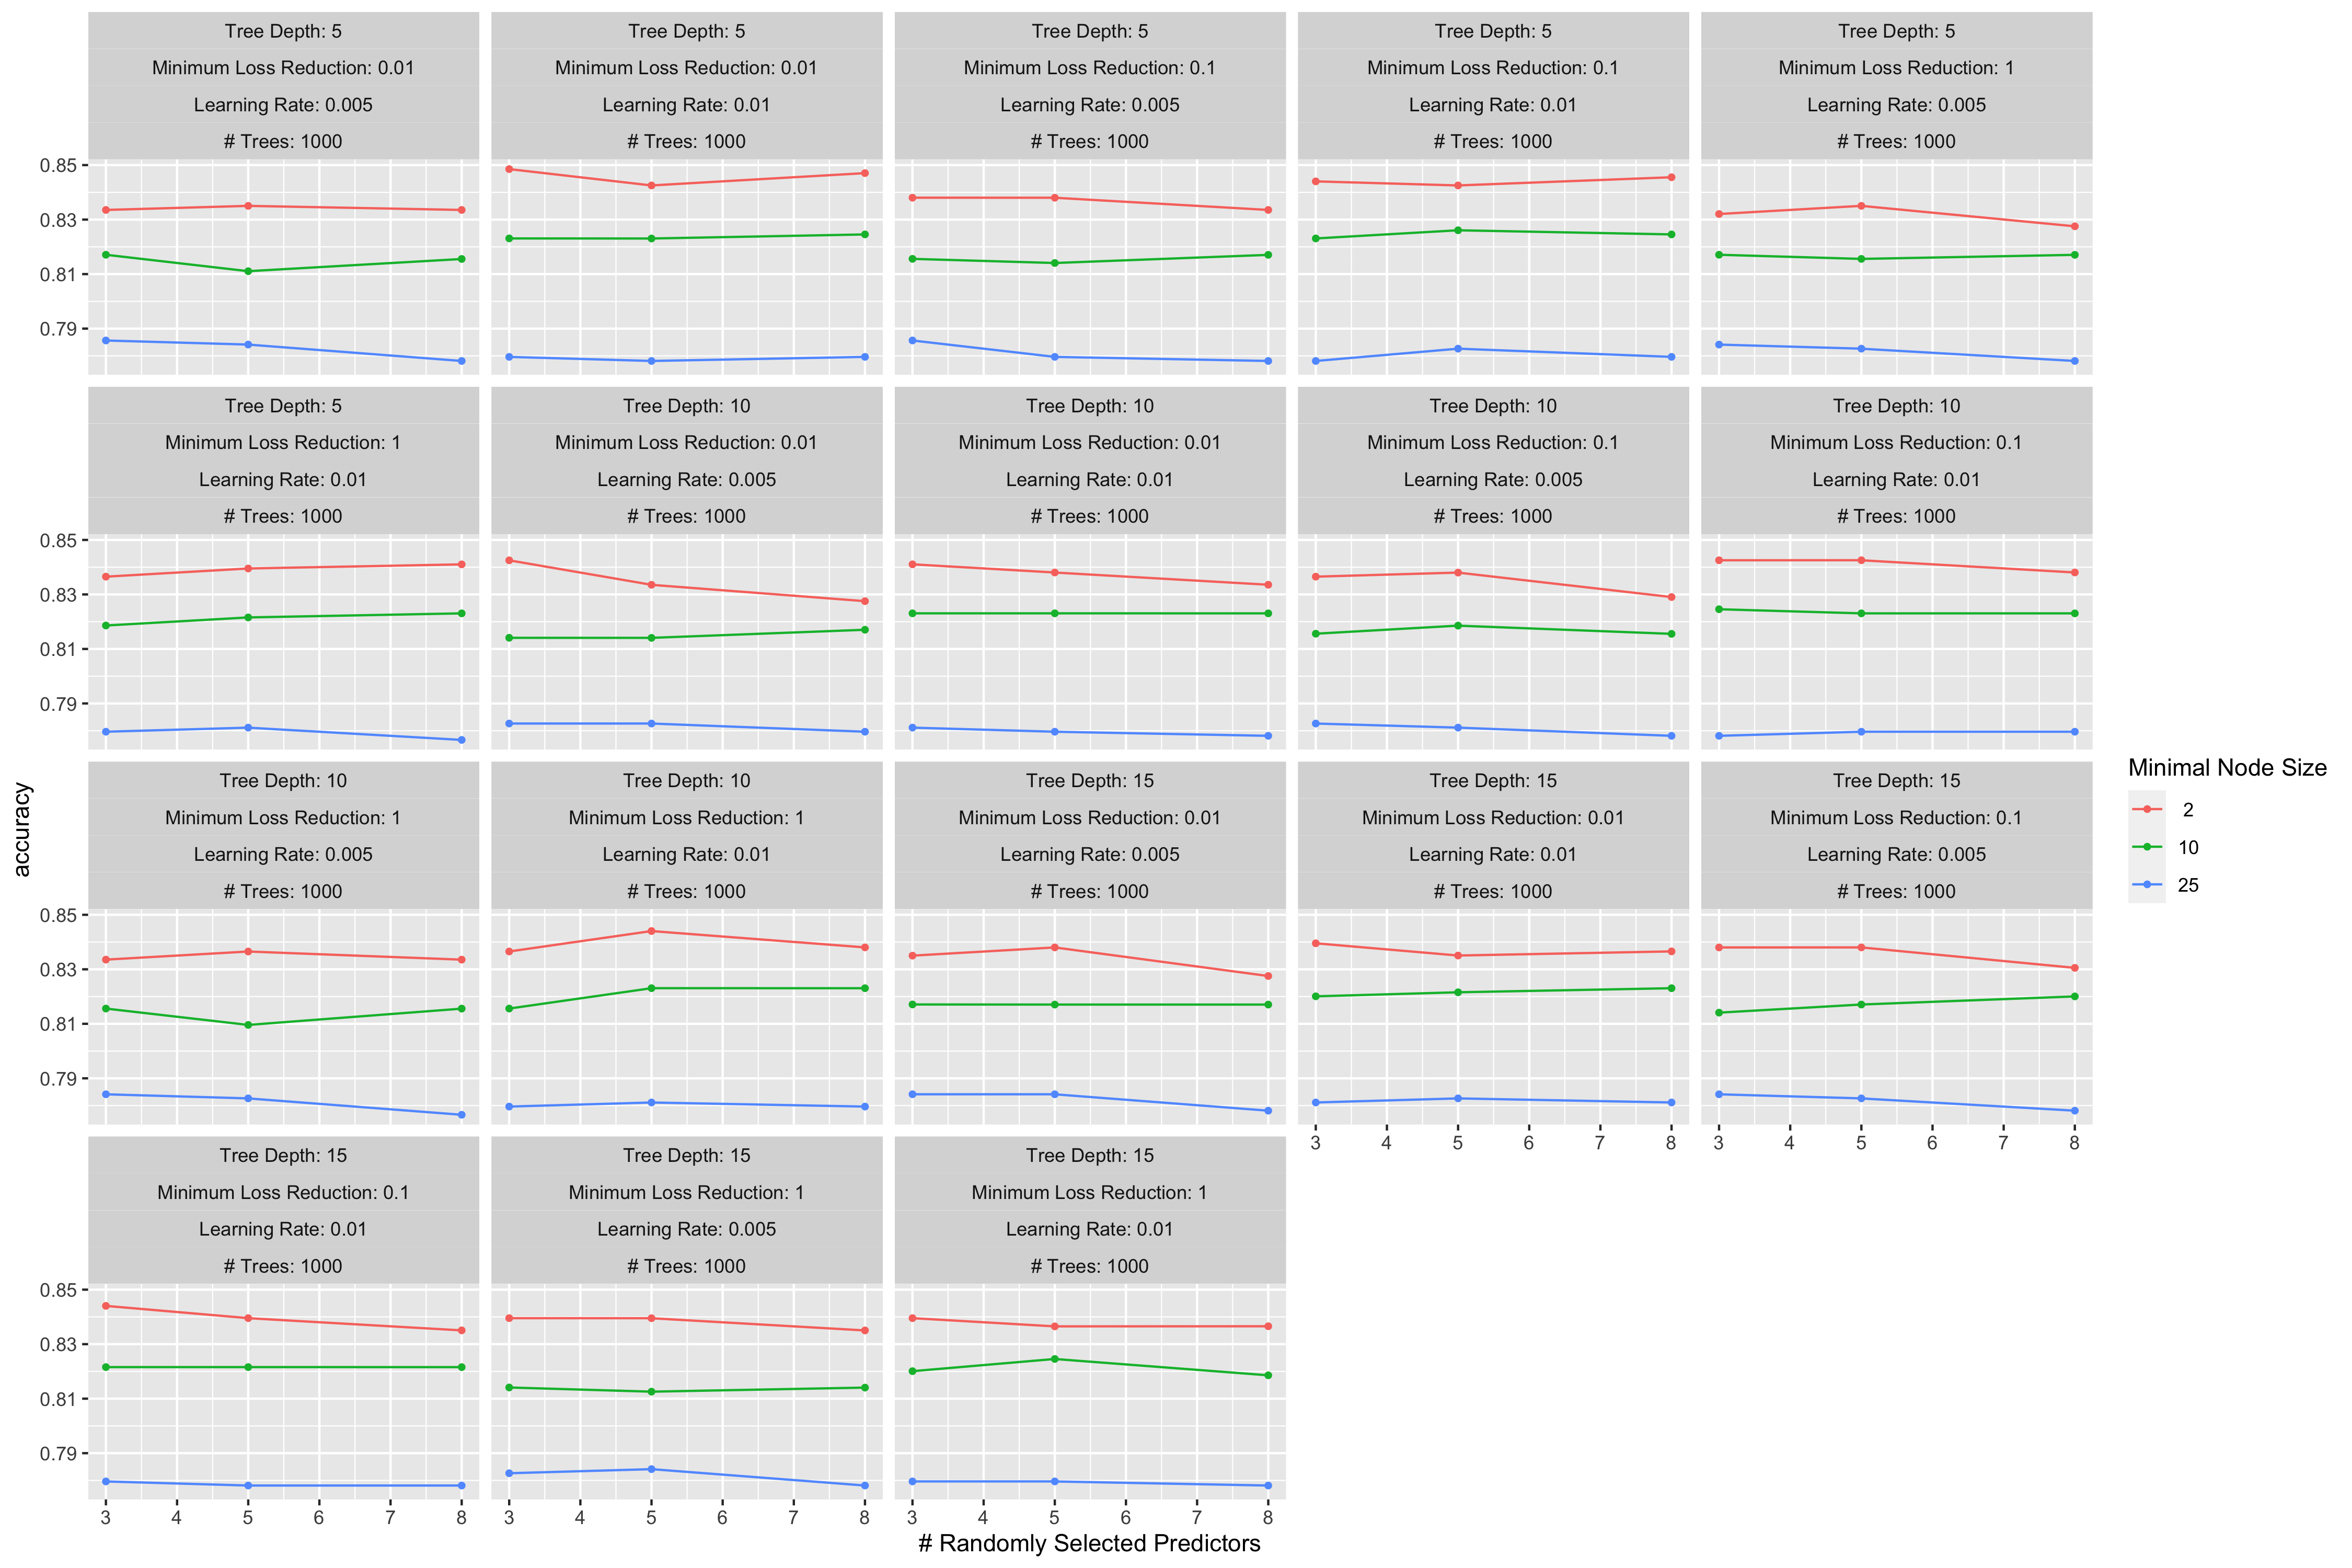 Tree Depth: 5
Minimum Loss Reduction: 0.01
Learning Rate: 0.005
# Trees: 1000
Tree Depth: 5
Minimum Loss Reduction: 0.01
Learning Rate: 0.01
# Trees: 1000
Tree Depth: 5
Minimum Loss Reduction: 0.1
Learning Rate: 0.005
# Trees: 1000
Tree Depth: 5
Minimum Loss Reduction: 0.1
Learning Rate: 0.01
# Trees: 1000
Tree Depth: 5
Minimum Loss Reduction: 1
Learning Rate: 0.005
# Trees: 1000
0.85
0.83
0.81
0.79
Tree Depth: 5
Minimum Loss Reduction: 1
Learning Rate: 0.01
# Trees: 1000
Tree Depth: 10
Minimum Loss Reduction: 0.01
Learning Rate: 0.005
# Trees: 1000
Tree Depth: 10
Minimum Loss Reduction: 0.01
Learning Rate: 0.01
# Trees: 1000
Tree Depth: 10
Minimum Loss Reduction: 0.1
Learning Rate: 0.005
# Trees: 1000
Tree Depth: 10
Minimum Loss Reduction: 0.1
Learning Rate: 0.01
# Trees: 1000
0.85
0.83
0.81
0.79
Tree Depth: 10
Minimum Loss Reduction: 1
Learning Rate: 0.005
# Trees: 1000
Tree Depth: 10
Minimum Loss Reduction: 1
Learning Rate: 0.01
# Trees: 1000
Tree Depth: 15
Minimum Loss Reduction: 0.01
Learning Rate: 0.005
# Trees: 1000
Tree Depth: 15
Minimum Loss Reduction: 0.01
Learning Rate: 0.01
# Trees: 1000
Tree Depth: 15
Minimum Loss Reduction: 0.1
Learning Rate: 0.005
# Trees: 1000
0.85
0.83
0.81
0.79
3 4 5 6 7 8
3 4 5 6 7 8
Tree Depth: 15
Minimum Loss Reduction: 0.1
Learning Rate: 0.01
# Trees: 1000
Tree Depth: 15
Minimum Loss Reduction: 1
Learning Rate: 0.005
# Trees: 1000
Tree Depth: 15
Minimum Loss Reduction: 1
Learning Rate: 0.01
# Trees: 1000
0.85
0.83
0.81
0.79
3 4 5 6 7 8
3 4 5 6 7 8
3 4 5 6 7 8
# Randomly Selected Predictors
accuracy
Minimal Node Size
2
10
25